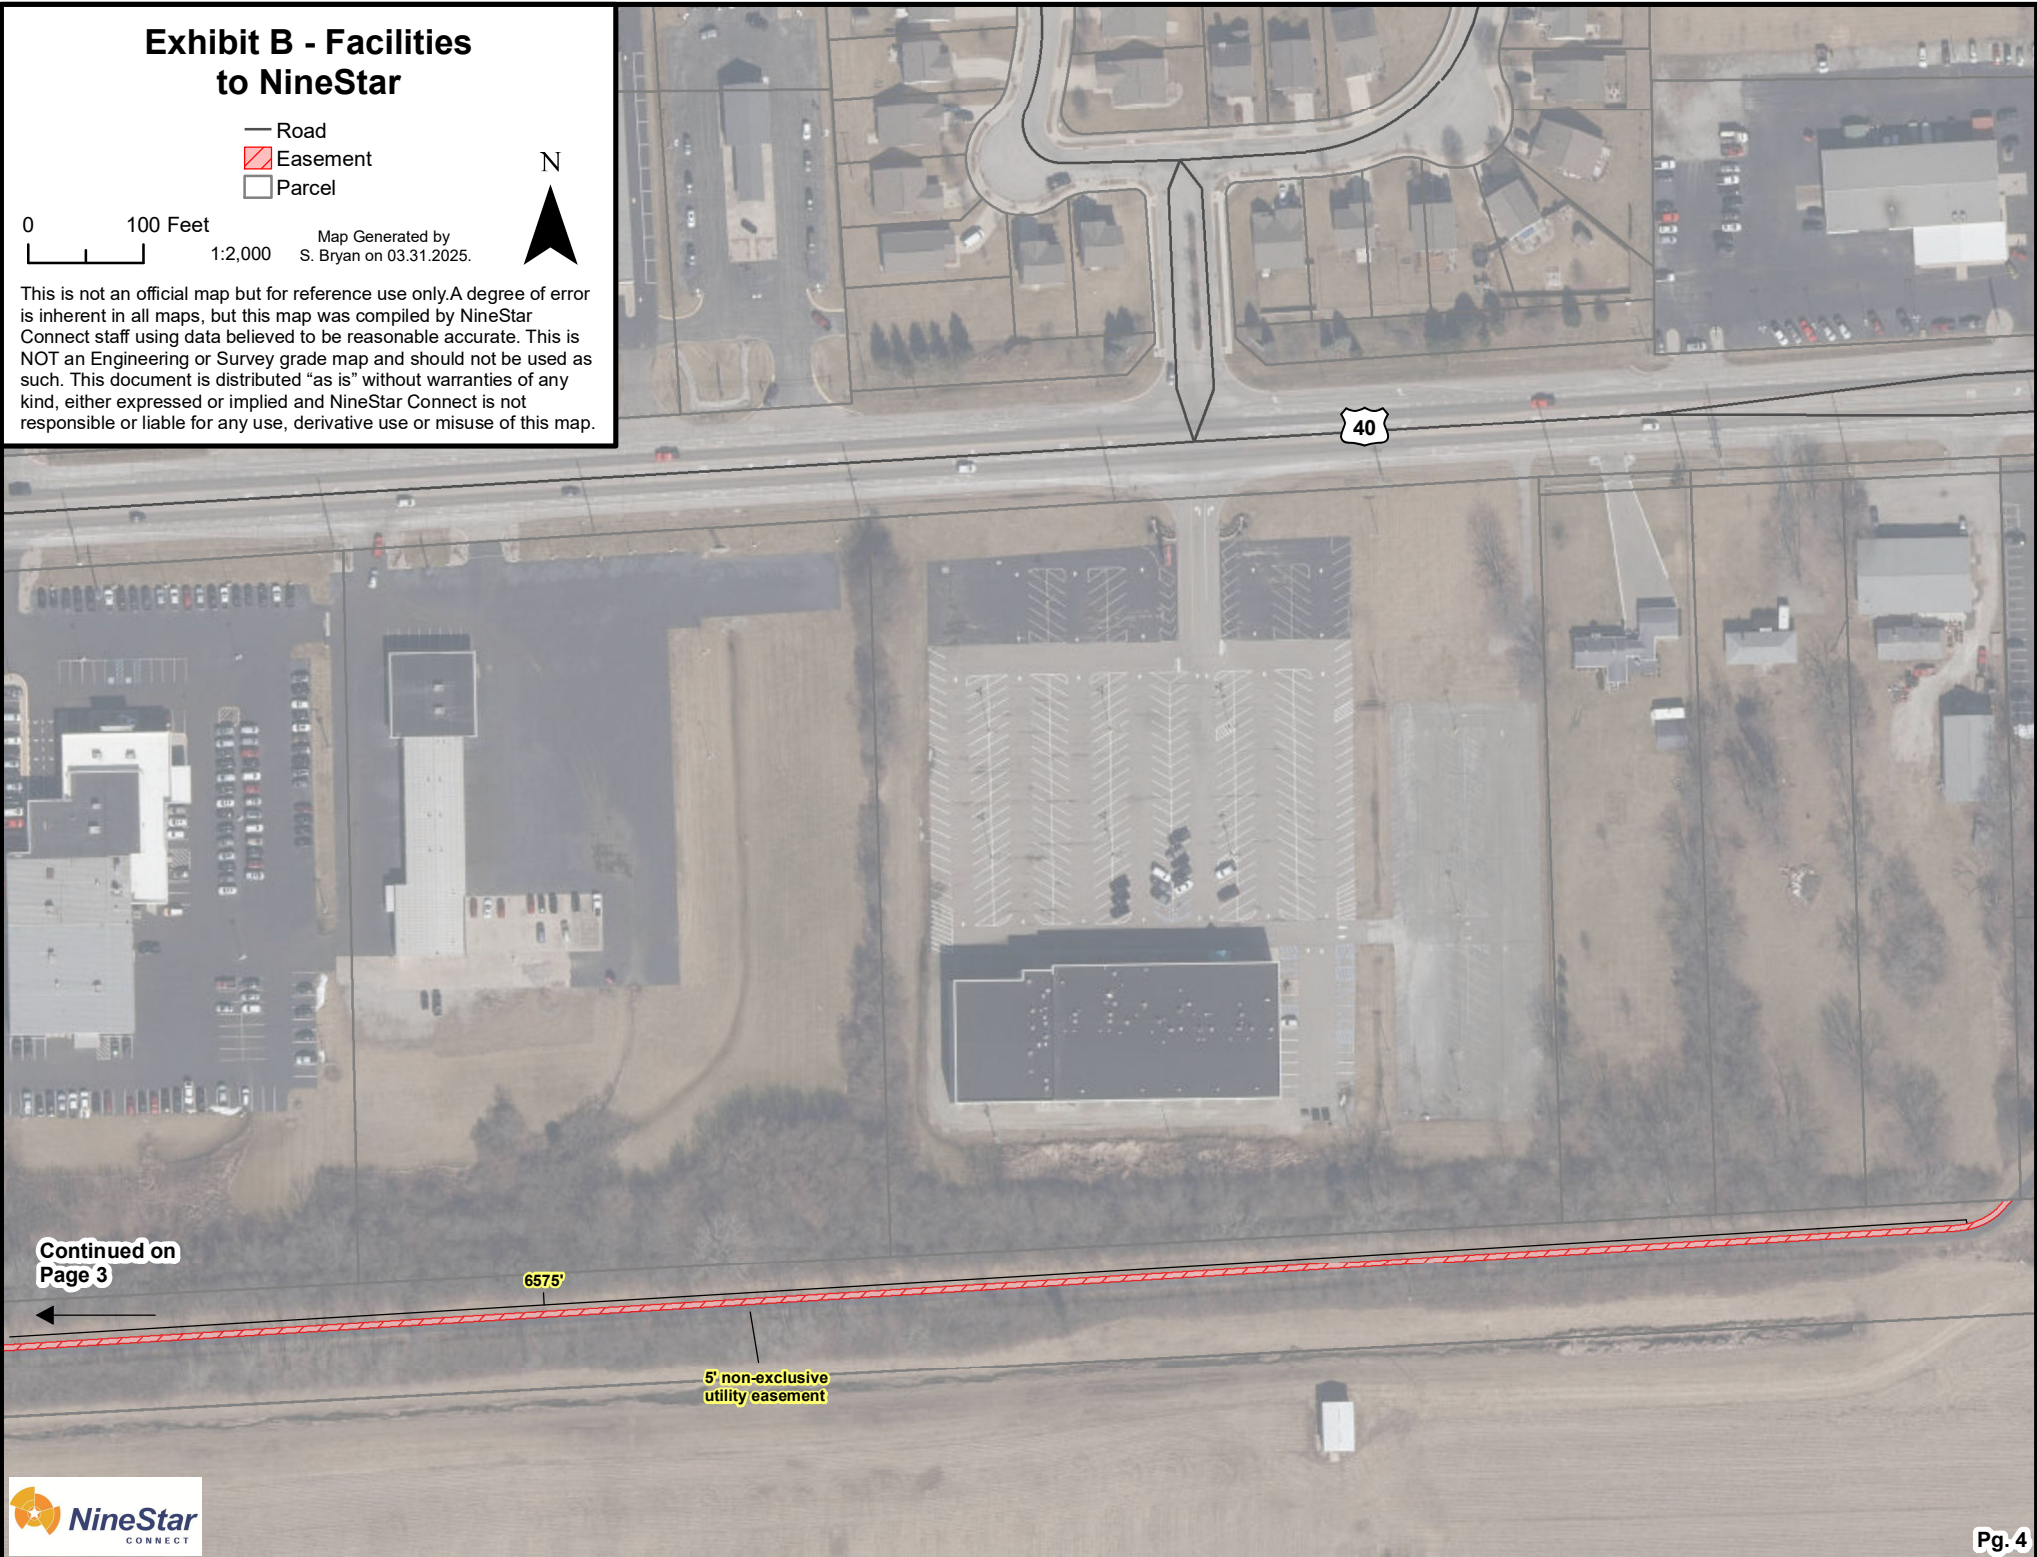 Exhibit B - Facilities
to NineStar
Road
Easement
Parcel
N
0 100 Feet
1:2,000
Map Generated by
S. Bryan on 03.31.2025.
This is not an official map but for reference use only.A degree of error
is inherent in all maps, but this map was compiled by NineStar
Connect staff using data believed to be reasonable accurate. This is
NOT an Engineering or Survey grade map and should not be used as
such. This document is distributed “as is” without warranties of any
kind, either expressed or implied and NineStar Connect is not
responsible or liable for any use, derivative use or misuse of this map.
40
Continued on
Page 3
6575'
5' non-exclusive
utility easement
NineStar
CONNECT
Pg. 4